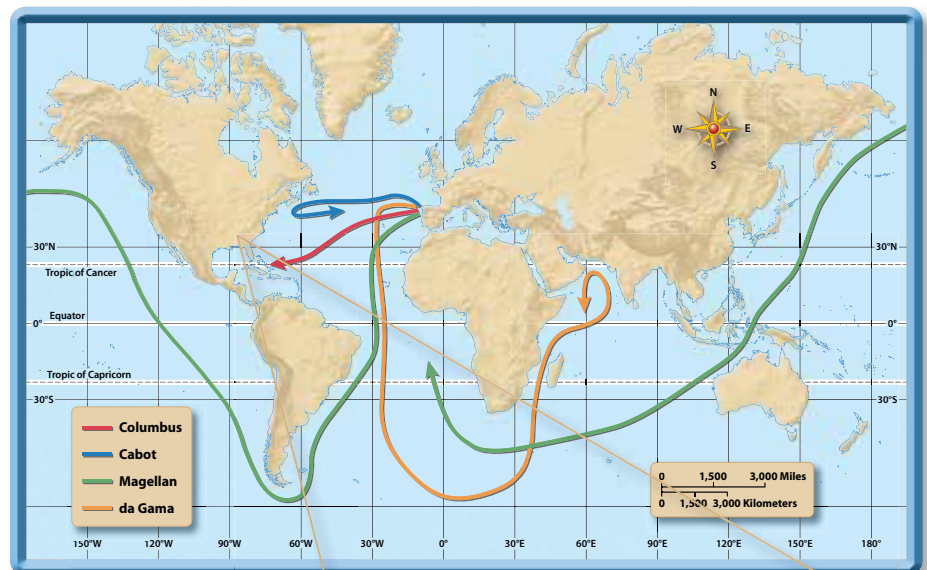 N
W E
S
30°N 30°N
Tropic of Cancer
Equator
0° 0°
Tropic of Capricorn
30°S 30°S
Columbus
Cabot
Magellan
da Gama
0 1,500 3,000 Miles
0 1,500 3,000 Kilometers
150°W 120°W 90°W 60°W 30°W 0° 30°E 60°E 90°E 120°E 150°E 180°